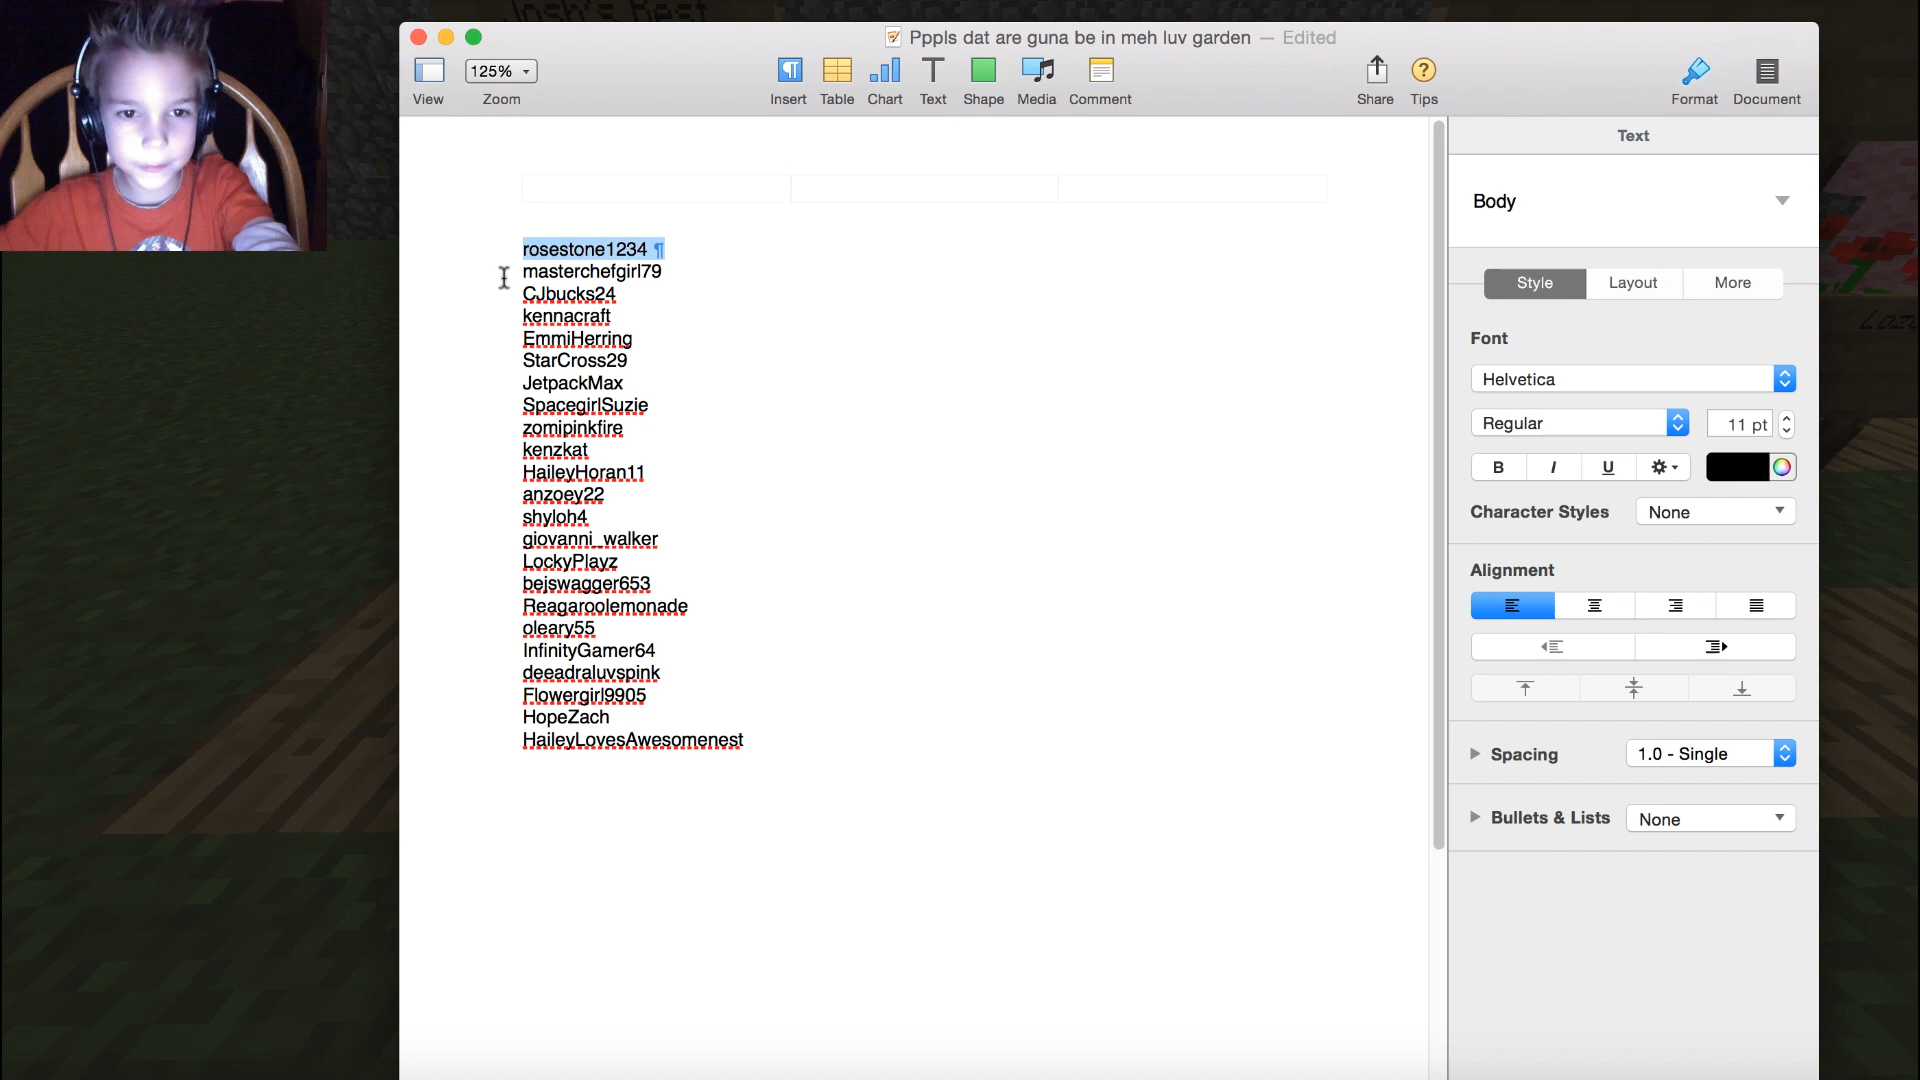 Josh's Best
Pppls dat are guna be in meh luv garden — Edited
125%
View Zoom Insert Table Chart Text Shape Media Comment Share Tips Format Document
Text
Body
Style Layout More
Font
Helvetica
Regular 11 pt
B I U
Character Styles None
Alignment
Spacing 1.0 - Single
Bullets & Lists None
rosestone1234 ¶
masterchefgirl79
CJbucks24
kennacraft
EmmiHerring
StarCross29
JetpackMax
SpacegirlSuzie
zomipinkfire
kenzkat
HaileyHoran11
anzoey22
shyloh4
giovanni_walker
LockyPlayz
bejswagger653
Reagaroolemonade
oleary55
InfinityGamer64
deeadraluvspink
Flowergirl9905
HopeZach
HaileyLovesAwesomenest